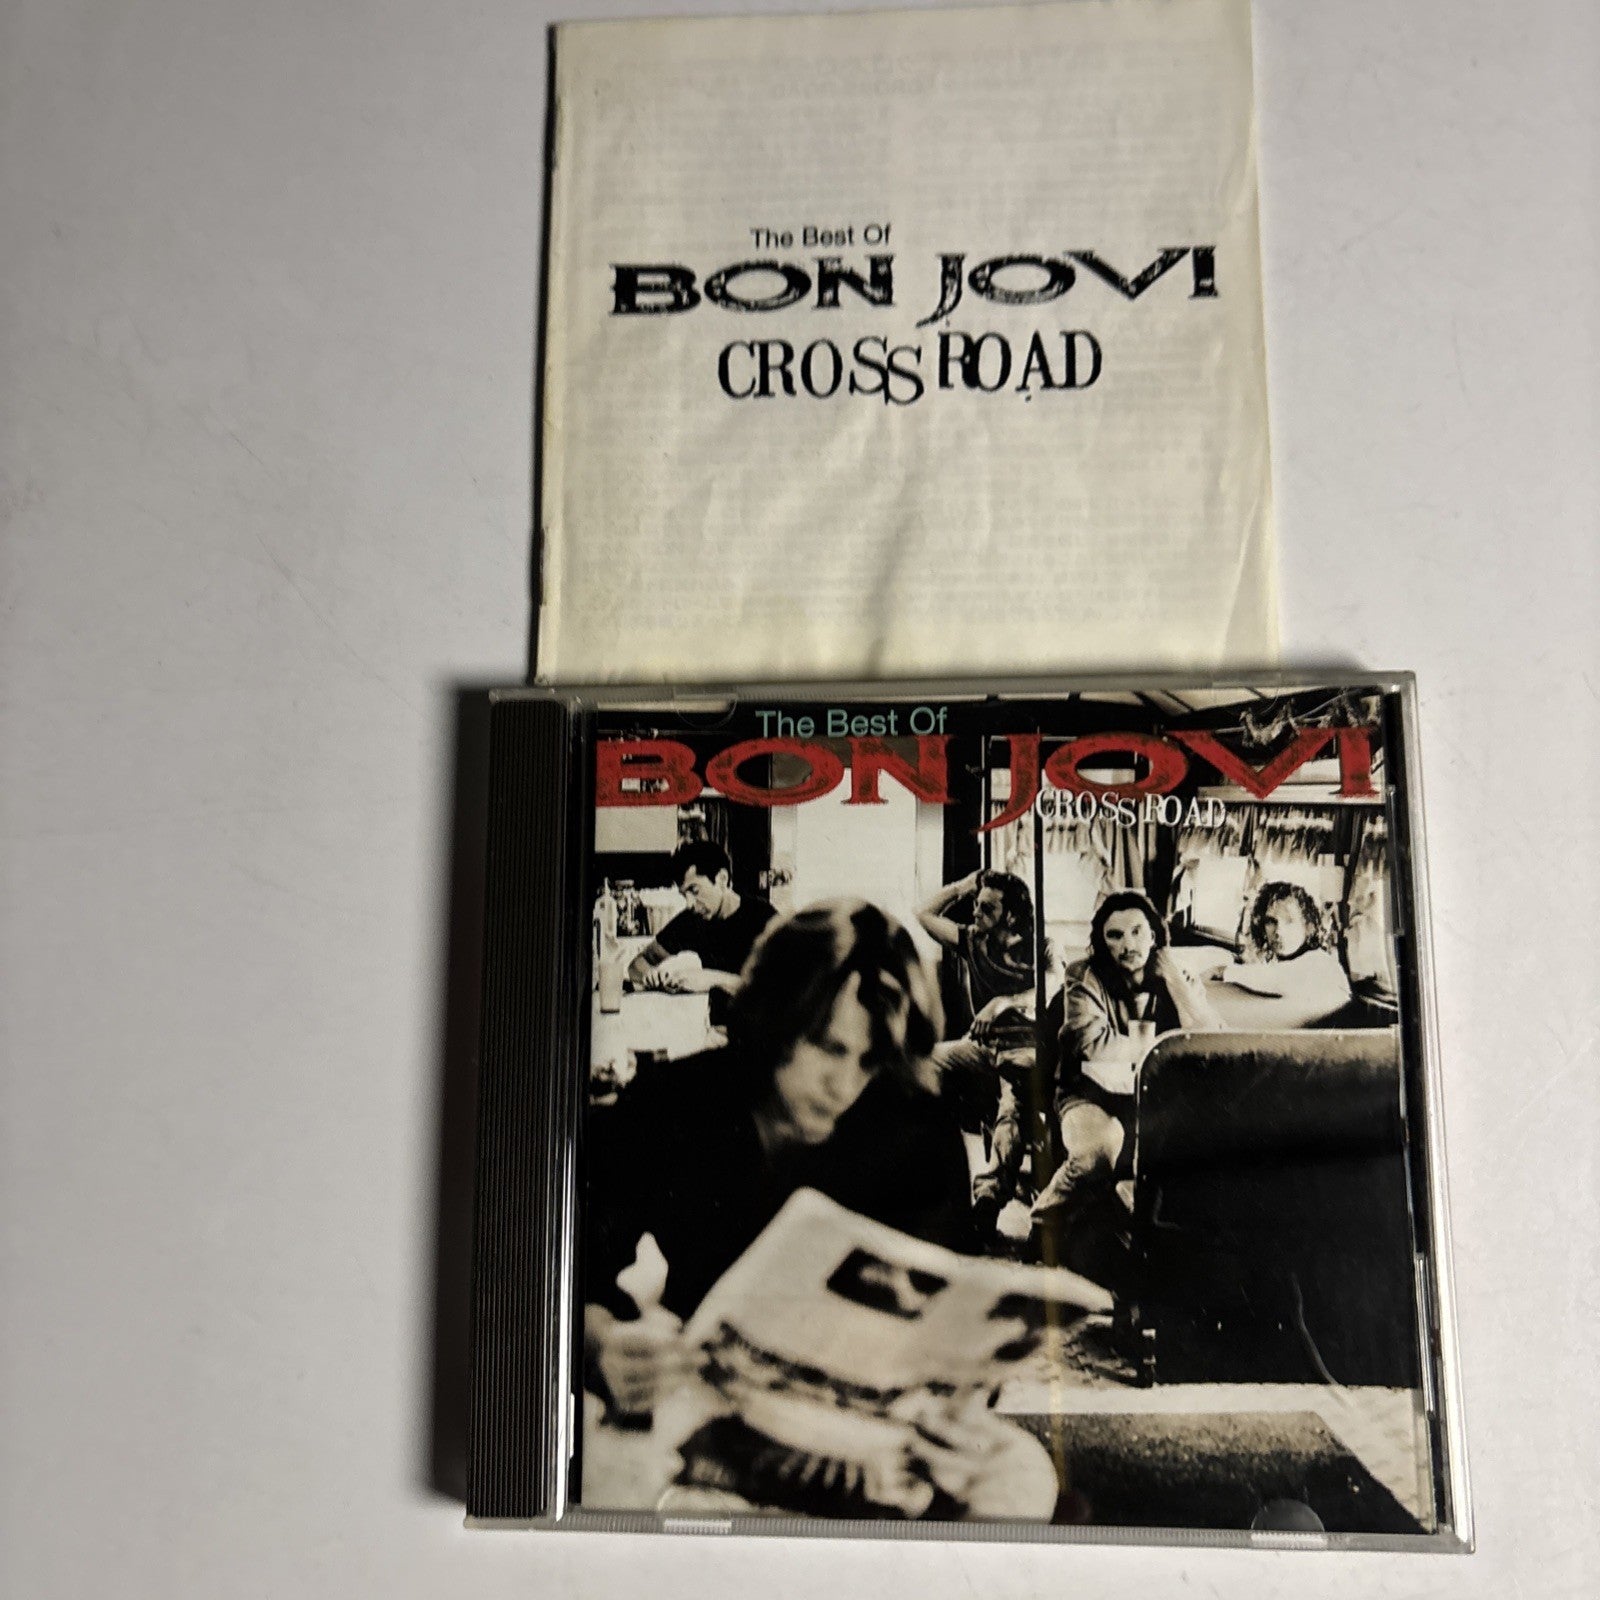 The Best Of
BON JOVI
CROSS ROAD
The Best Of
BON JOVI
CROSS ROAD